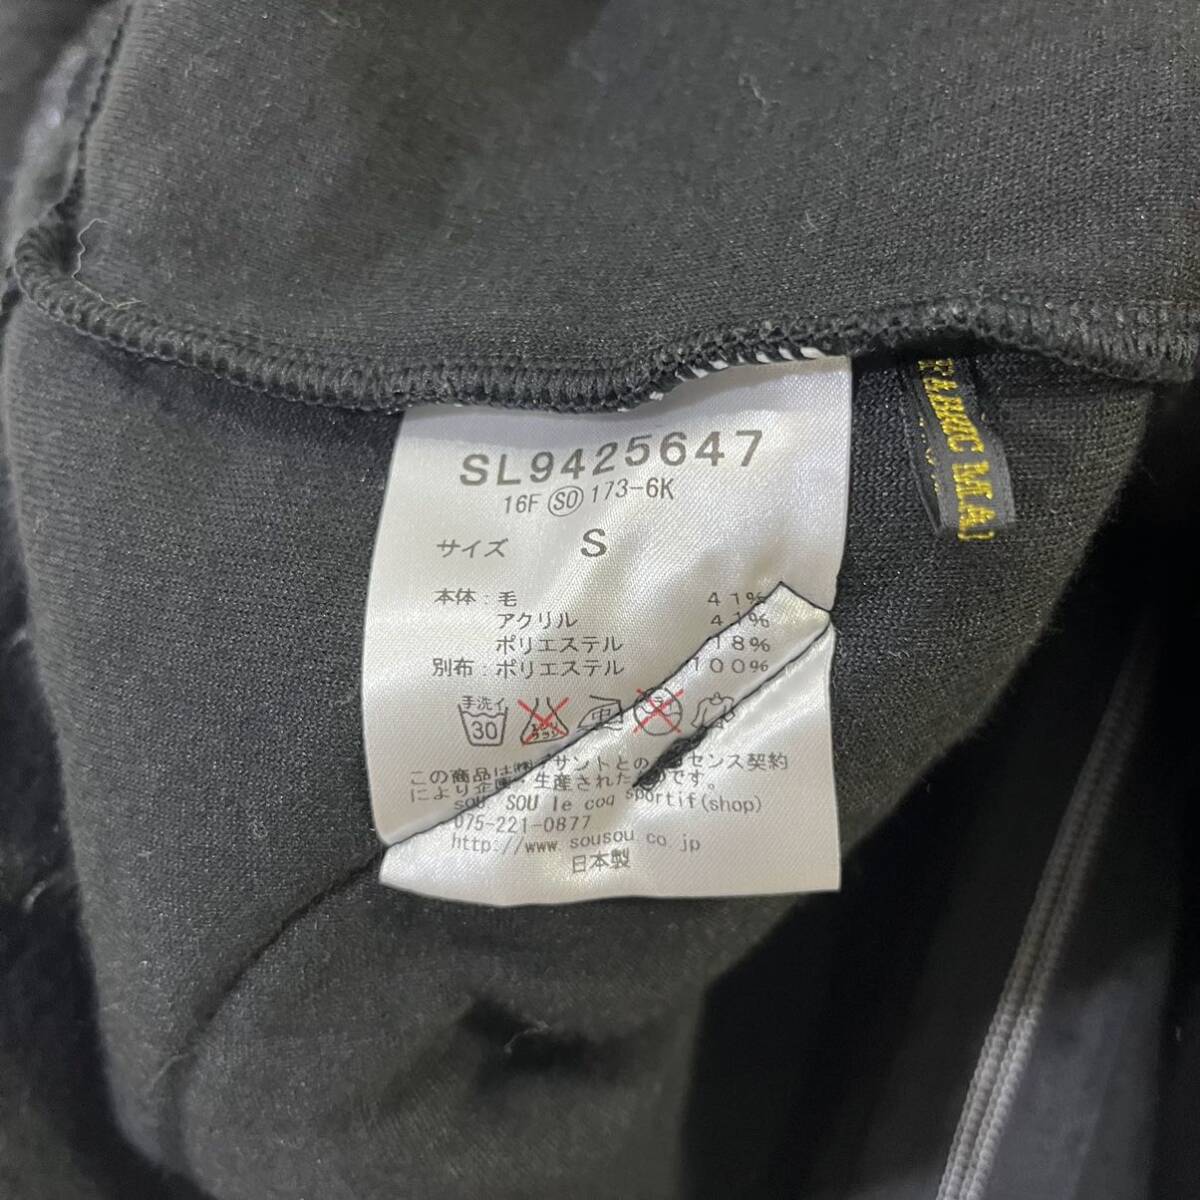 SL9425647
16F SO 173-6K
サイズ S
本体:毛 41%
アクリル 41%
ポリエステル 18%
別布:ポリエステル 100%
手洗イ
30
この商品は㈱デサントとのライセンス契約
により企画・生産されたものです。
SOU・SOU le coq sportif(shop)
075-221-0877
http://www.sousou.co.jp
日本製
FABRIC MA